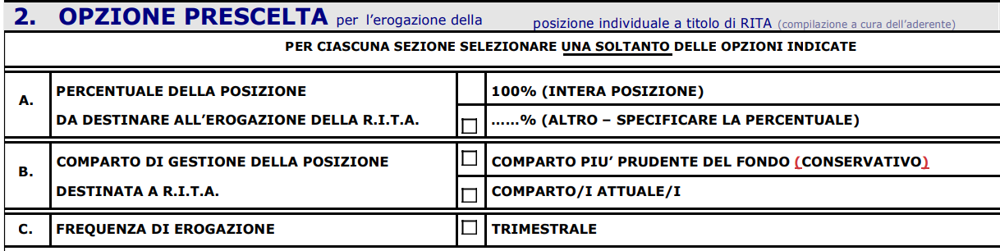 2. OPZIONE PRESCELTA per l’erogazione della posizione individuale a titolo di RITA (compilazione a cura dell’aderente)
PER CIASCUNA SEZIONE SELEZIONARE UNA SOLTANTO DELLE OPZIONI INDICATE
A.
PERCENTUALE DELLA POSIZIONE
DA DESTINARE ALL’EROGAZIONE DELLA R.I.T.A.
100% (INTERA POSIZIONE)
……% (ALTRO – SPECIFICARE LA PERCENTUALE)
B.
COMPARTO DI GESTIONE DELLA POSIZIONE
DESTINATA A R.I.T.A.
COMPARTO PIU’ PRUDENTE DEL FONDO (CONSERVATIVO)
COMPARTO/I ATTUALE/I
C.
FREQUENZA DI EROGAZIONE
TRIMESTRALE